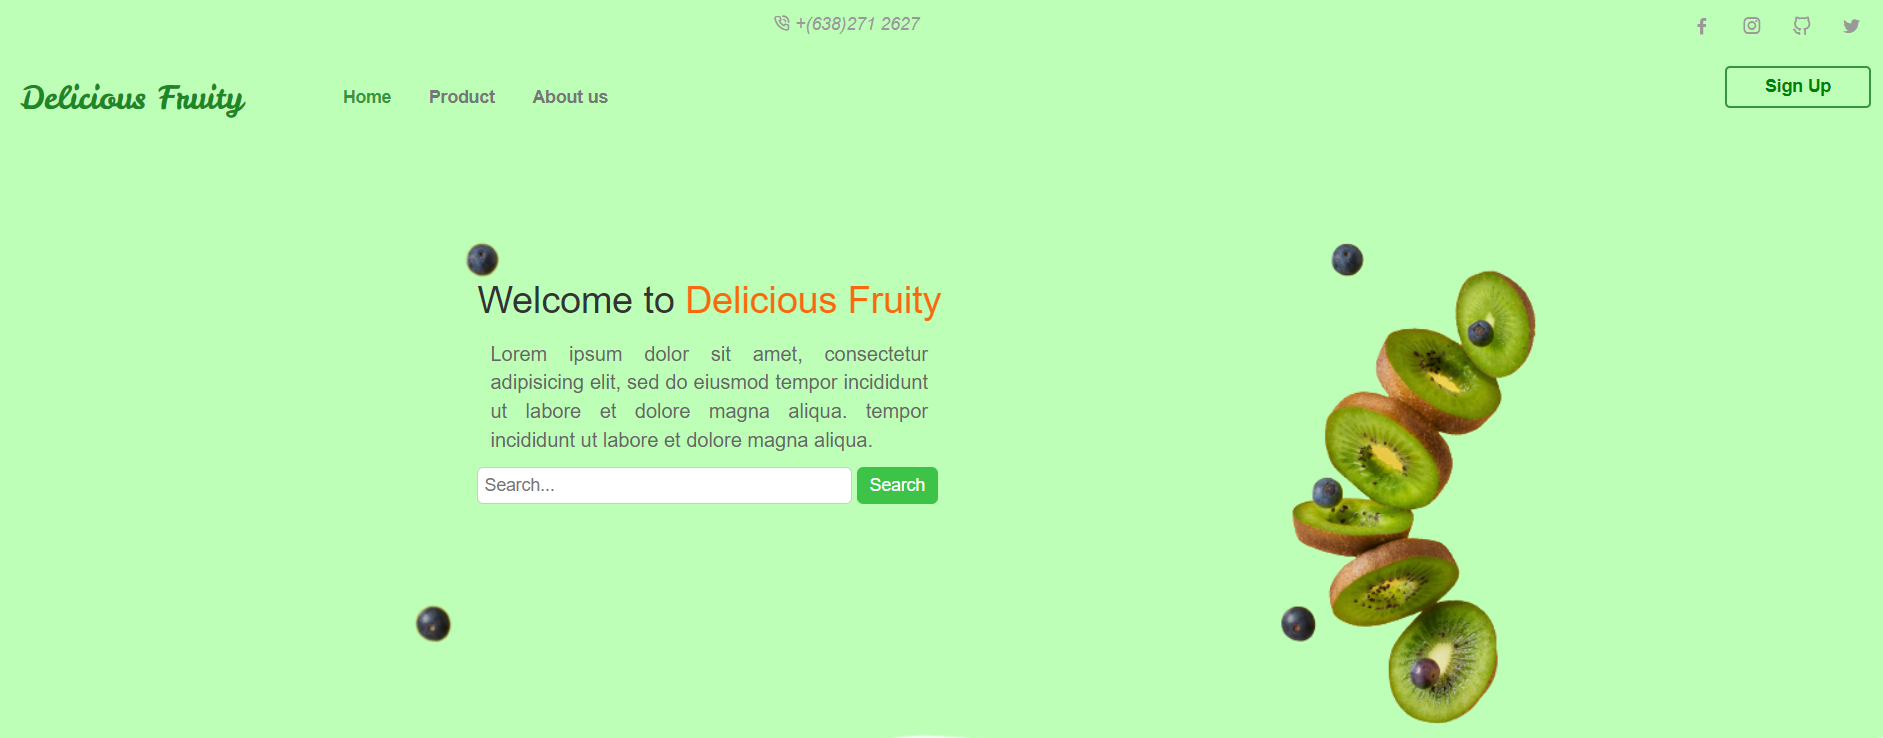 +(638)271 2627
Delicious Fruity
Home
Product
About us
Sign Up
Welcome to Delicious Fruity
Lorem ipsum dolor sit amet, consectetur
adipisicing elit, sed do eiusmod tempor incididunt
ut labore et dolore magna aliqua. tempor
incididunt ut labore et dolore magna aliqua.
Search...
Search